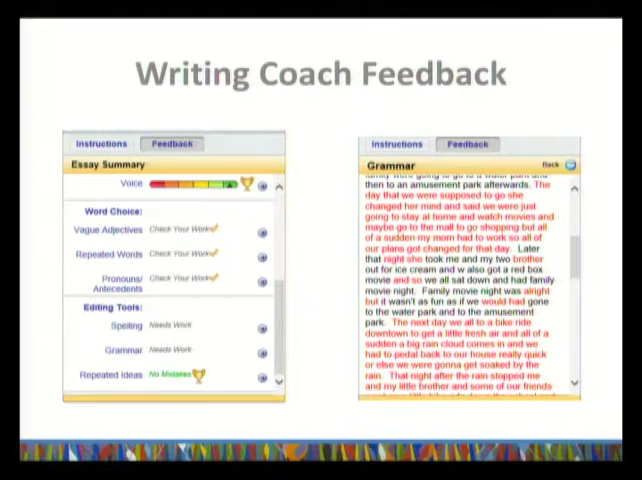 Writing Coach Feedback
Instructions
Feedback
Essay Summary
Voice
Word Choice:
Vague Adjectives Check Your Work
Repeated Words Check Your Work
Pronouns/ Check Your Work
Antecedents
Editing Tools:
Spelling Needs Work
Grammar Needs Work
Repeated Ideas No Mistakes
Instructions
Feedback
Grammar
Back
family were going to go to a water park and
then to an amusement park afterwards. The
day that we were supposed to go she
changed her mind and said we were just
going to stay at home and watch movies and
maybe go to the mall to go shopping but all
of a sudden my mom had to work so all of
our plans got changed for that day. Later
that night she took me and my two brother
out for ice cream and w also got a red box
movie and so we all sat down and had family
movie night. Family movie night was alright
but it wasn't as fun as if we would had gone
to the water park and to the amusement
park. The next day we all to a bike ride
downtown to get a little fresh air and all of a
sudden a big rain cloud comes in and we
had to pedal back to our house really quick
or else we were gonna get soaked by the
rain. That night after the rain stopped me
and my little brother and some of our friends